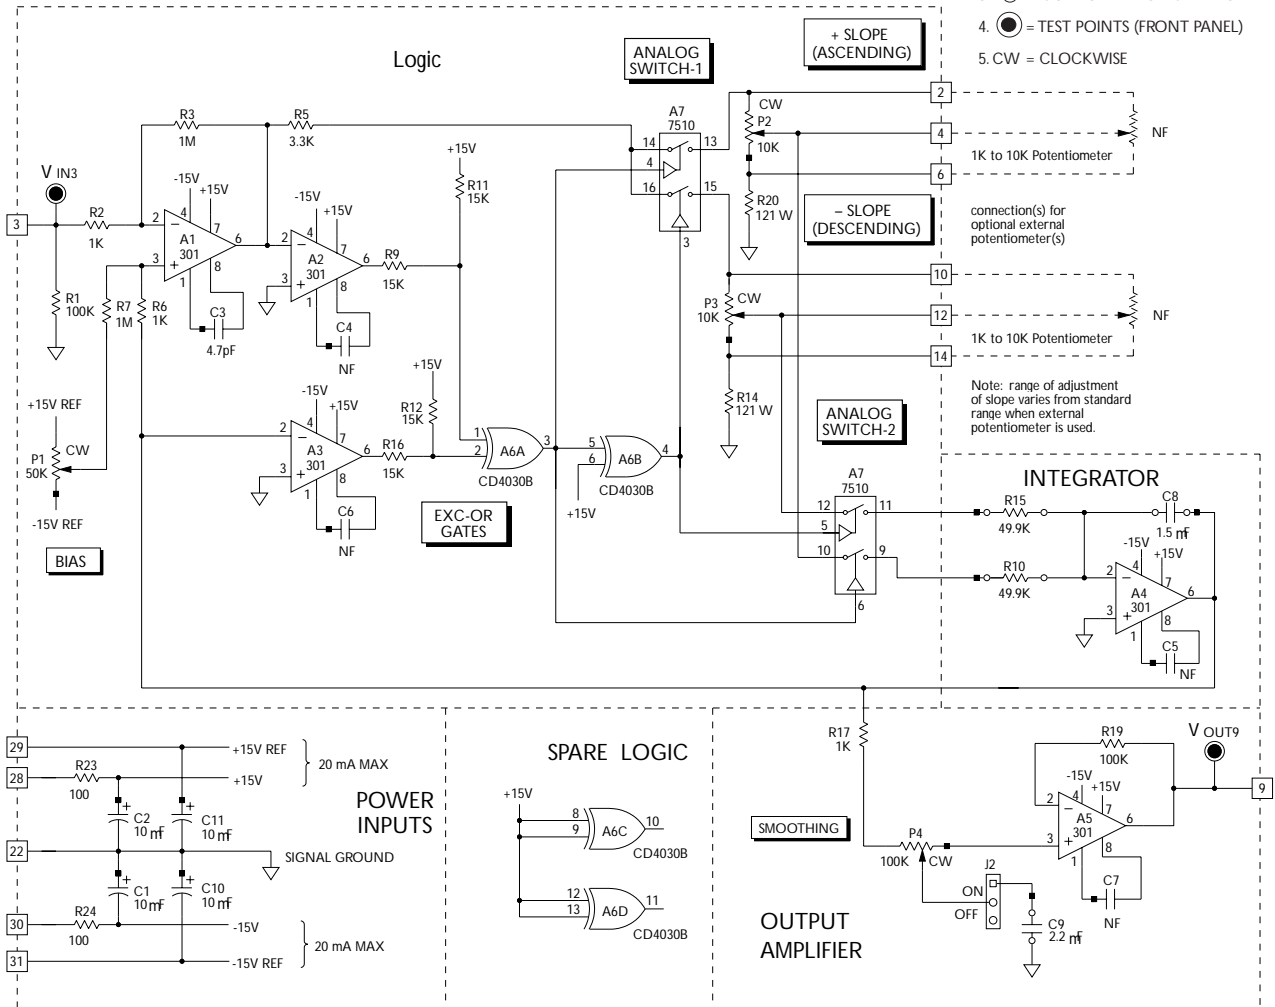 4. = TEST POINTS (FRONT PANEL)
5. CW = CLOCKWISE
Logic
ANALOG
SWITCH-1
+ SLOPE
(ASCENDING)
A7
7510
14
13
4
16
15
3
CW
P2
10K
R20
121 W
2
4
6
NF
1K to 10K Potentiometer
– SLOPE
(DESCENDING)
connection(s) for
optional external
potentiometer(s)
R3
1M
R5
3.3K
V IN3
3
R2
1K
R1
100K
-15V
+15V
2
4
7
A1
301
6
3
1
8
C3
4.7pF
R7
1M
R6
1K
-15V
+15V
2
4
7
A2
301
6
3
1
8
C4
NF
R9
15K
+15V
R11
15K
P3
10K
CW
R14
121 W
10
12
14
NF
1K to 10K Potentiometer
Note: range of adjustment
of slope varies from standard
range when external
potentiometer is used.
+15V REF
P1
50K
CW
-15V REF
BIAS
-15V
+15V
2
4
7
A3
301
6
3
1
8
C6
NF
R16
15K
+15V
R12
15K
1
2
A6A
3
CD4030B
5
6
A6B
4
CD4030B
+15V
EXC-OR
GATES
ANALOG
SWITCH-2
A7
7510
12
11
5
10
9
6
INTEGRATOR
R15
49.9K
R10
49.9K
C8
1.5 mF
-15V
+15V
2
4
7
A4
301
6
3
1
8
C5
NF
29
+15V REF
28
R23
100
+15V
20 mA MAX
C2
10 mF
C11
10 mF
POWER
INPUTS
22
SIGNAL GROUND
C1
10 mF
C10
10 mF
30
R24
100
-15V
20 mA MAX
31
-15V REF
SPARE LOGIC
+15V
8
9
A6C
10
CD4030B
12
13
A6D
11
CD4030B
R17
1K
SMOOTHING
P4
100K
CW
J2
ON
OFF
C9
2.2 mF
OUTPUT
AMPLIFIER
R19
100K
-15V
+15V
2
4
7
A5
301
6
3
1
8
C7
NF
V OUT9
9